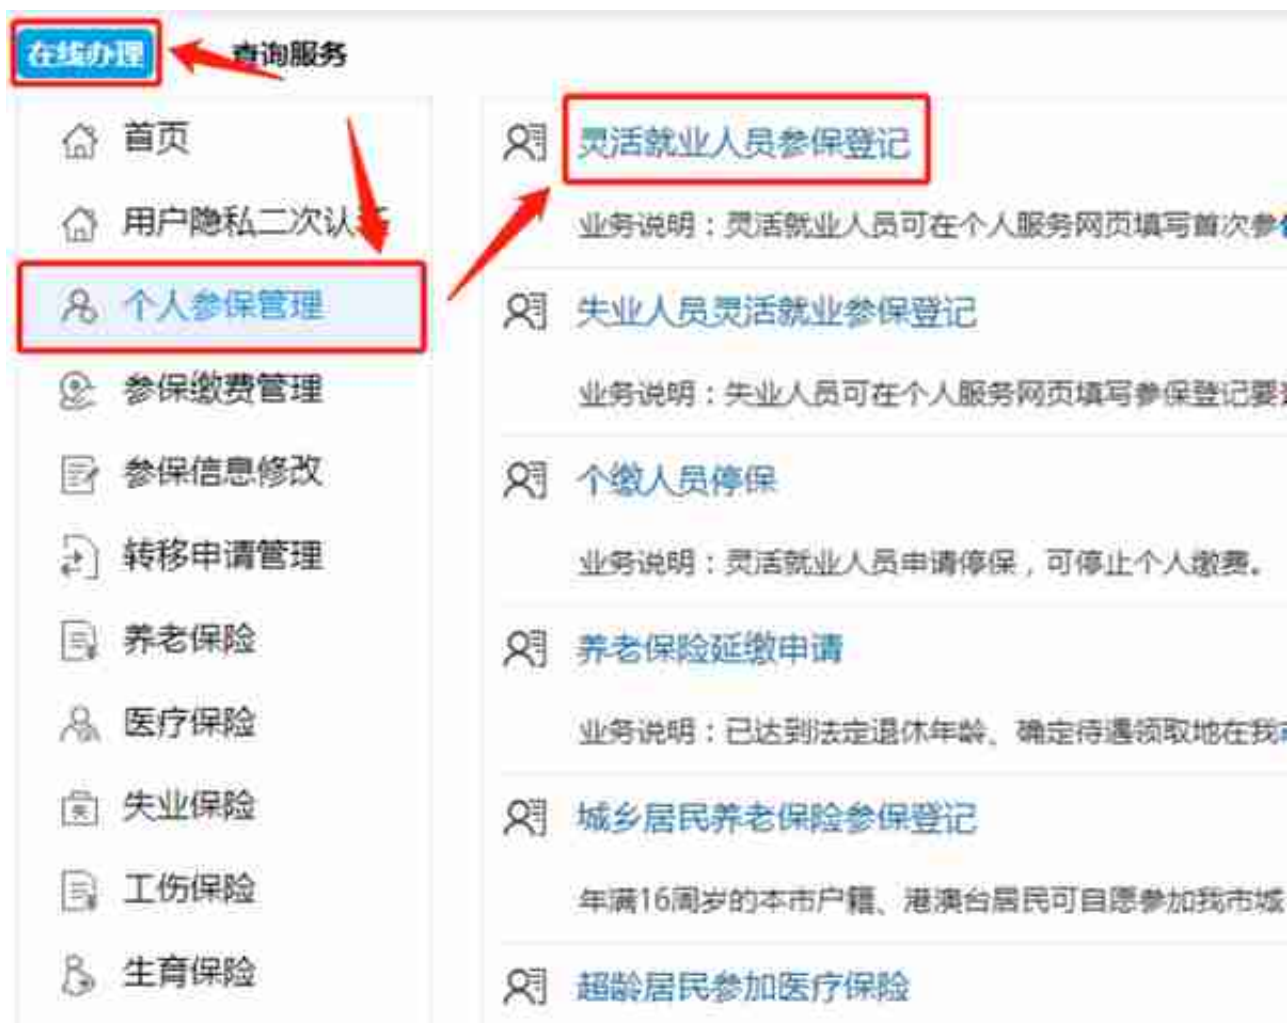 在线办理
查询服务
首页
用户隐私二次认
个人参保管理
参保缴费管理
参保信息修改
转移申请管理
养老保险
医疗保险
失业保险
工伤保险
生育保险
灵活就业人员参保登记
业务说明：灵活就业人员可在个人服务网页填写首次参
失业人员灵活就业参保登记
业务说明：失业人员可在个人服务网页填写参保登记要
个缴人员停保
业务说明：灵活就业人员申请停保，可停止个人缴费。
养老保险延缴申请
业务说明：已达到法定退休年龄、确定待遇领取地在我
城乡居民养老保险参保登记
年满16周岁的本市户籍、港澳台居民可自愿参加我市城
超龄居民参加医疗保险